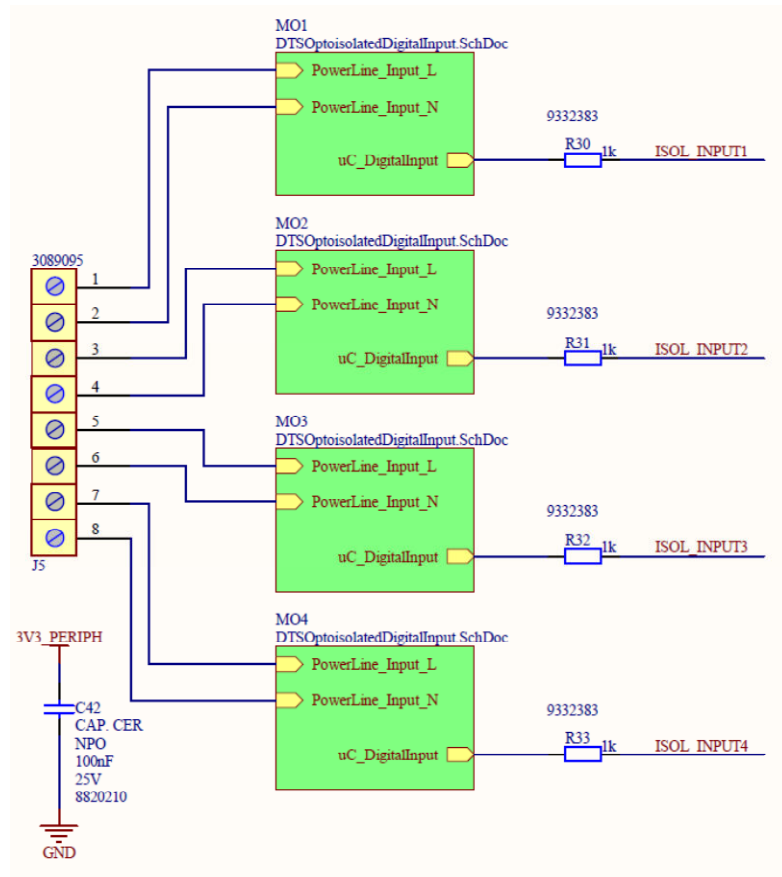 MO1
DTSOptoisolatedDigitalInput.SchDoc
PowerLine_Input_L
PowerLine_Input_N
uC_DigitalInput
9332383
R30
1k
ISOL_INPUT1
MO2
DTSOptoisolatedDigitalInput.SchDoc
PowerLine_Input_L
PowerLine_Input_N
uC_DigitalInput
9332383
R31
1k
ISOL_INPUT2
3089095
1
2
3
4
5
6
7
8
J5
MO3
DTSOptoisolatedDigitalInput.SchDoc
PowerLine_Input_L
PowerLine_Input_N
uC_DigitalInput
9332383
R32
1k
ISOL_INPUT3
MO4
DTSOptoisolatedDigitalInput.SchDoc
PowerLine_Input_L
PowerLine_Input_N
uC_DigitalInput
9332383
R33
1k
ISOL_INPUT4
3V3_PERIPH
C42
CAP. CER
NPO
100nF
25V
8820210
GND